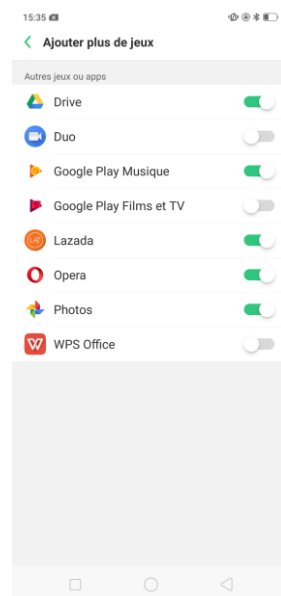 15:35
Ajouter plus de jeux
Autres jeux ou apps
Drive
Duo
Google Play Musique
Google Play Films et TV
Lazada
Opera
Photos
WPS Office